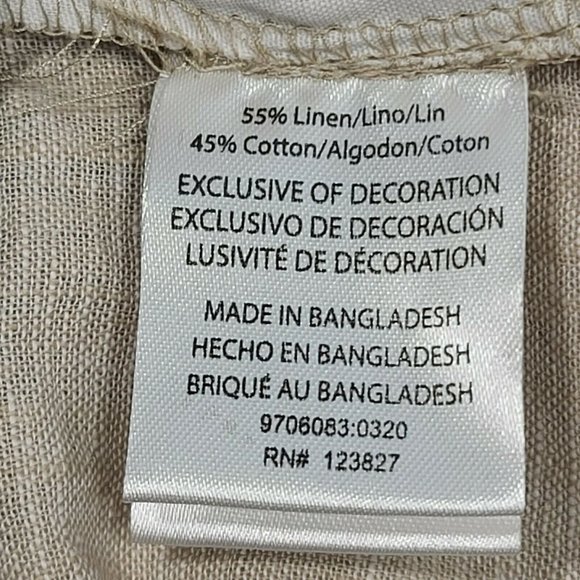 55% Linen/Lino/Lin
45% Cotton/Algodon/Coton
EXCLUSIVE OF DECORATION
EXCLUSIVO DE DECORACIÓN
LUSIVITÉ DE DÉCORATION
MADE IN BANGLADESH
HECHO EN BANGLADESH
BRIQUÉ AU BANGLADESH
9706083:0320
RN# 123827